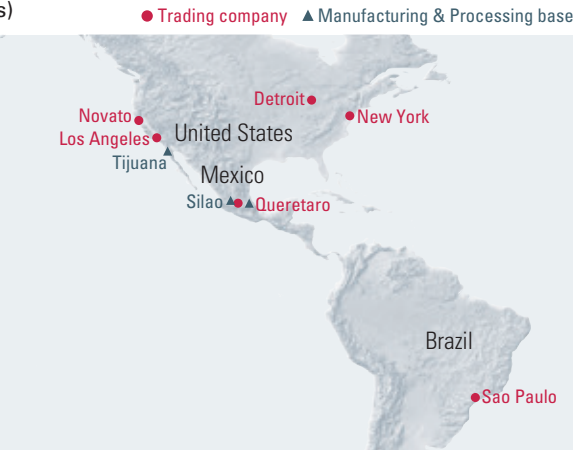 s)
● Trading company ▲ Manufacturing & Processing base
Detroit
Novato
New York
Los Angeles
United States
Tijuana
Mexico
Silao
Queretaro
Brazil
Sao Paulo